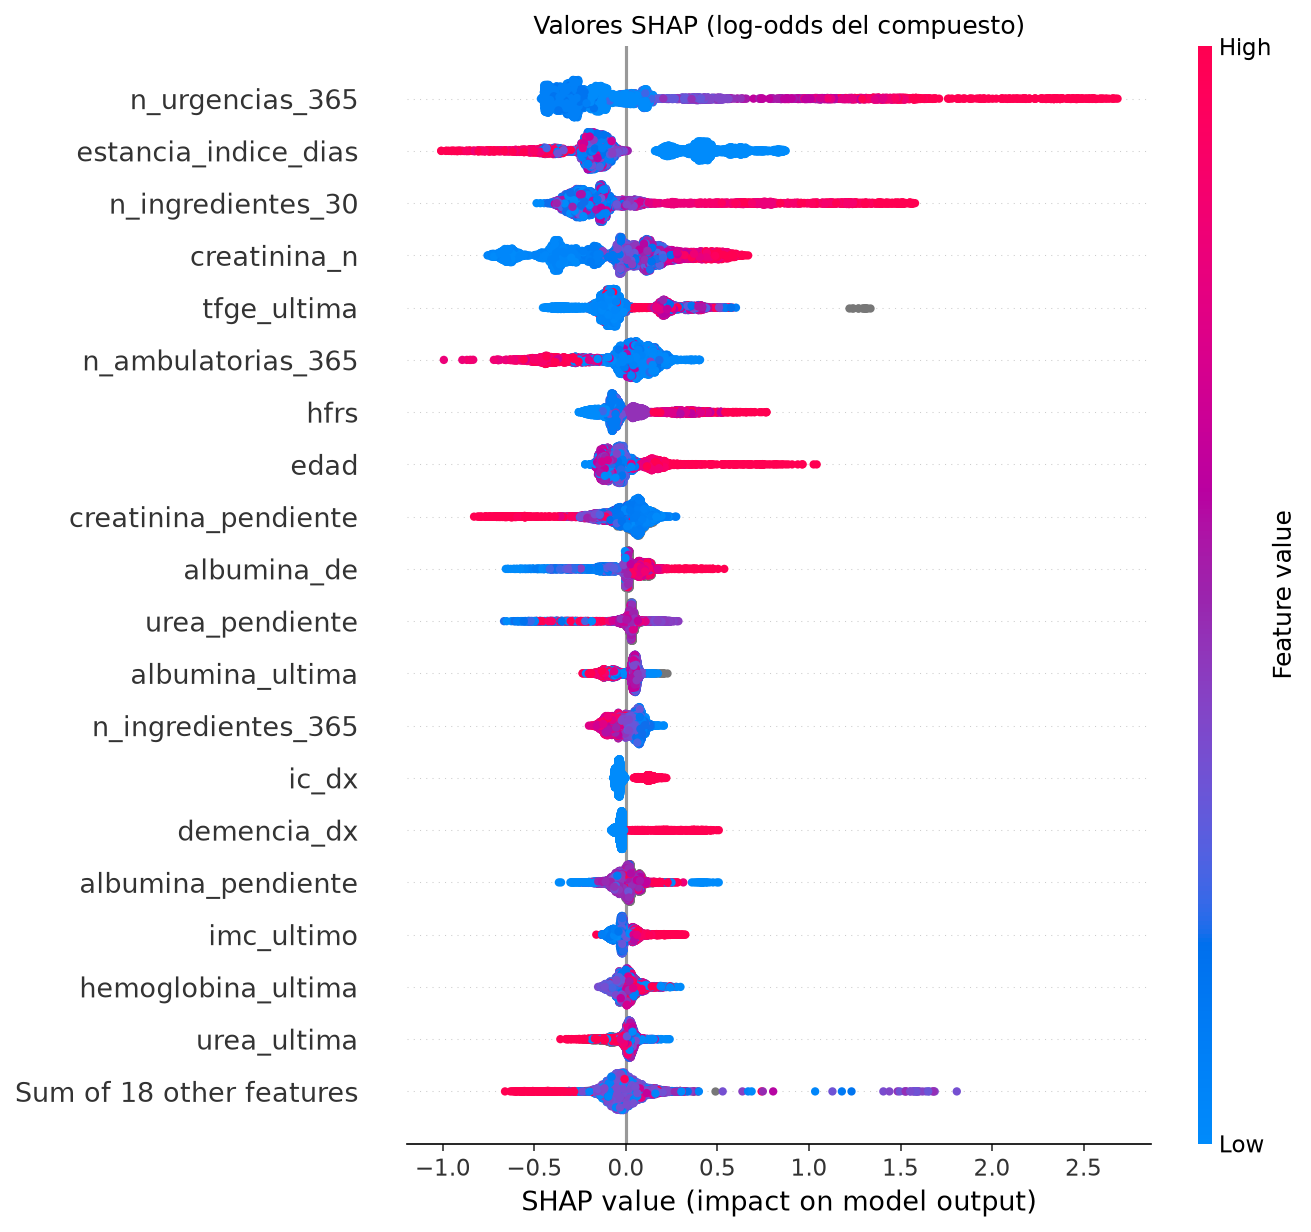 Valores SHAP (log-odds del compuesto)
High
n_urgencias_365
estancia_indice_dias
n_ingredientes_30
creatinina_n
tfge_ultima
n_ambulatorias_365
hfrs
edad
creatinina_pendiente
albumina_de
urea_pendiente
albumina_ultima
n_ingredientes_365
ic_dx
demencia_dx
albumina_pendiente
imc_ultimo
hemoglobina_ultima
urea_ultima
Sum of 18 other features
Feature value
Low
−1.0 −0.5 0.0 0.5 1.0 1.5 2.0 2.5
SHAP value (impact on model output)